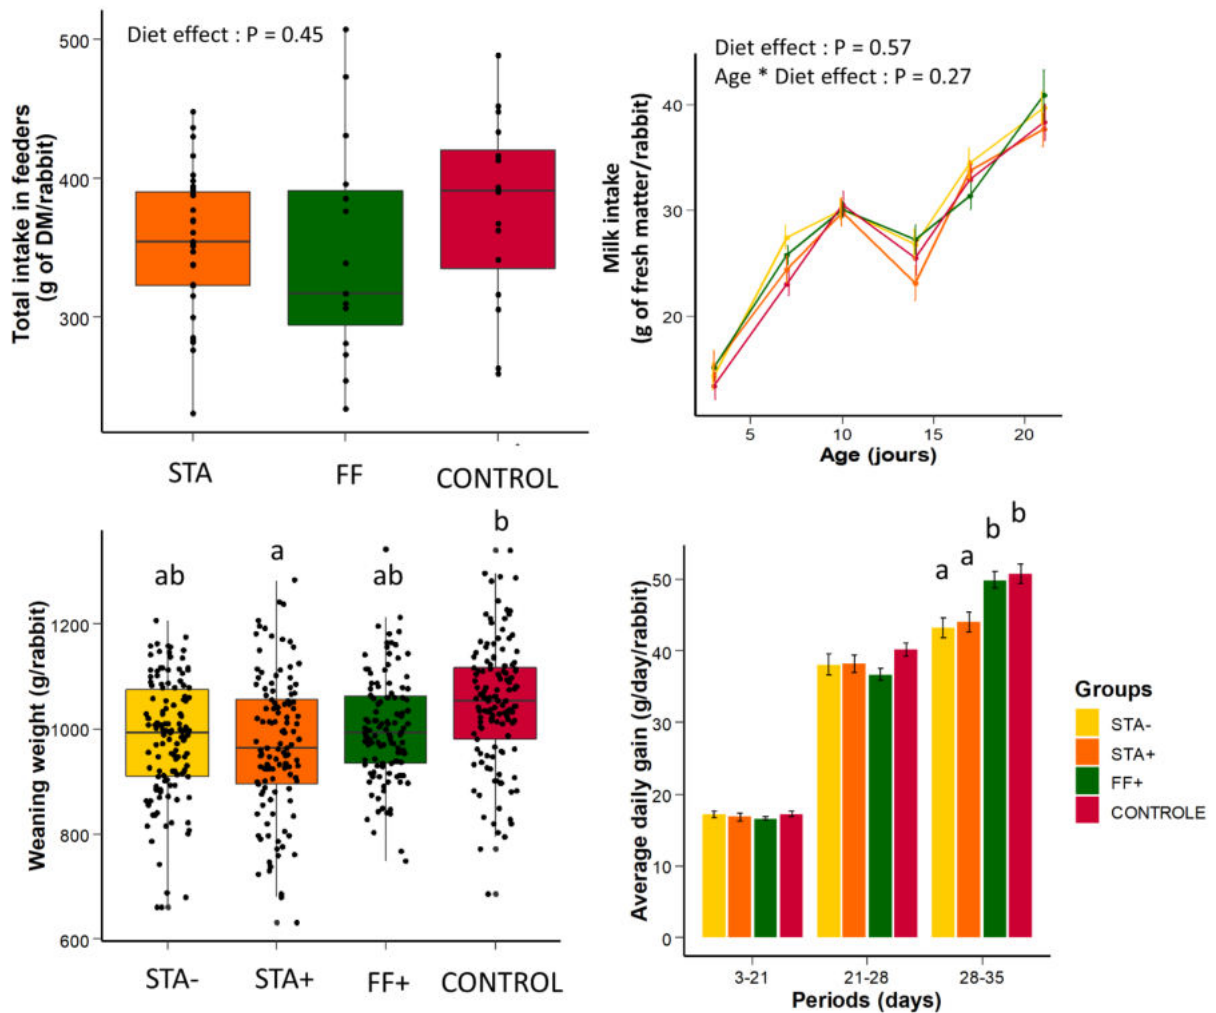 Diet effect : P = 0.45
Total intake in feeders
(g of DM/rabbit)
500
400
300
STA
FF
CONTROL
Diet effect : P = 0.57
Age * Diet effect : P = 0.27
Milk intake
(g of fresh matter/rabbit)
40
30
20
5
10
15
20
Age (jours)
Weaning weight (g/rabbit)
1200
1000
800
600
ab
a
ab
b
STA-
STA+
FF+
CONTROL
Average daily gain (g/day/rabbit)
50
40
30
20
10
0
a
a
b
b
3-21
21-28
28-35
Periods (days)
Groups
STA-
STA+
FF+
CONTROLE